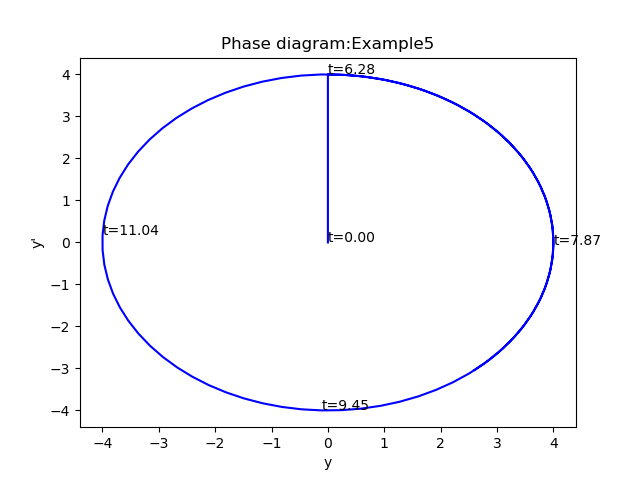 Phase diagram:Example5
4
3
2
1
0
−1
−2
−3
−4
y'
t=6.28
t=11.04
t=0.00
t=7.87
t=9.45
−4 −3 −2 −1 0 1 2 3 4
y